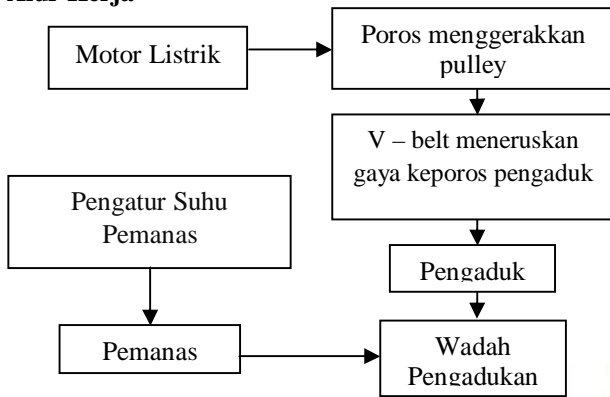 Alur Kerja
Motor Listrik
Poros menggerakkan
pulley
V – belt meneruskan
gaya keporos pengaduk
Pengatur Suhu
Pemanas
Pengaduk
Pemanas
Wadah
Pengadukan